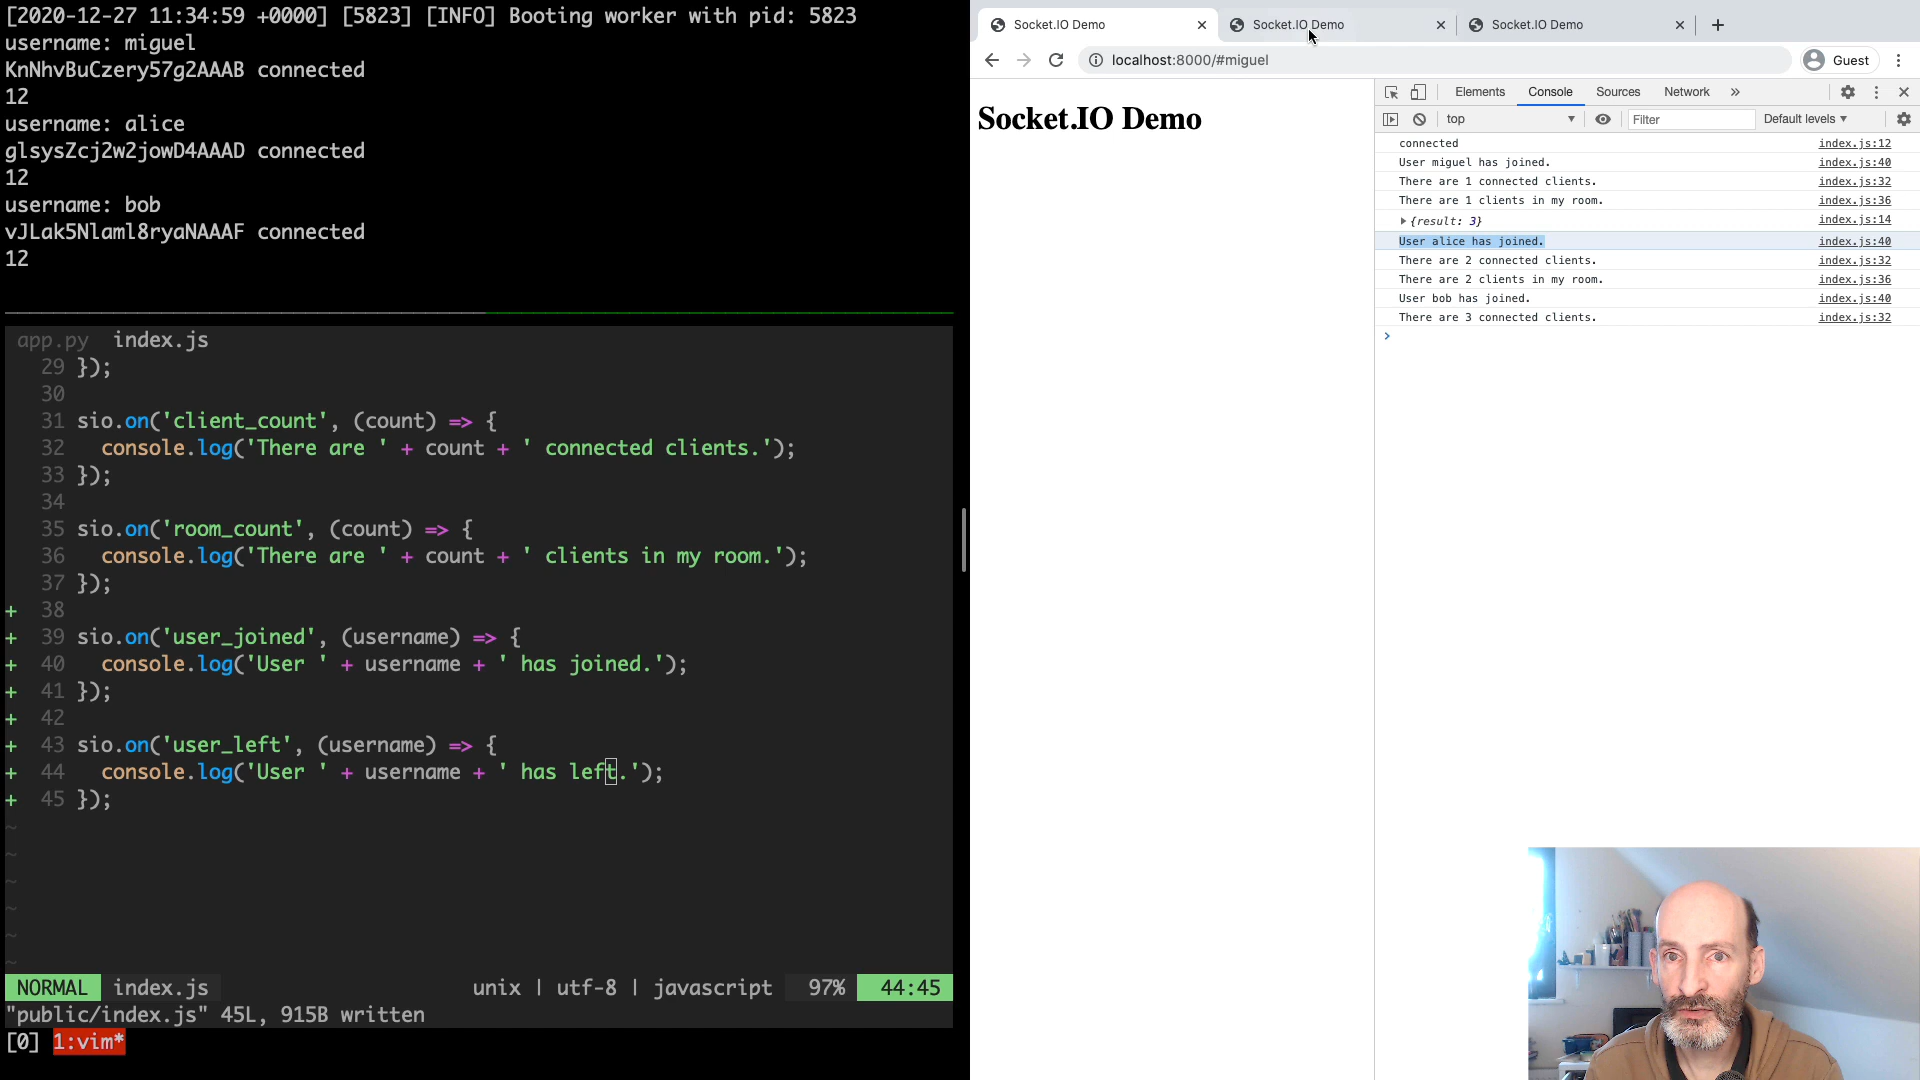 [2020-12-27 11:34:59 +0000] [5823] [INFO] Booting worker with pid: 5823
username: miguel
KnNhvBuCzery57g2AAAB connected
12
username: alice
glsysZcj2w2jowD4AAAD connected
12
username: bob
vJLak5Nlaml8ryaNAAAF connected
12
app.py index.js
29 });
30
31 sio.on('client_count', (count) => {
32 console.log('There are ' + count + ' connected clients.');
33 });
34
35 sio.on('room_count', (count) => {
36 console.log('There are ' + count + ' clients in my room.');
37 });
+ 38
+ 39 sio.on('user_joined', (username) => {
+ 40 console.log('User ' + username + ' has joined.');
+ 41 });
+ 42
+ 43 sio.on('user_left', (username) => {
+ 44 console.log('User ' + username + ' has left.');
+ 45 });
~
~
~
~
~
~
NORMAL index.js unix | utf-8 | javascript 97% 44:45
"public/index.js" 45L, 915B written
[0] 1:vim*
Socket.IO Demo Socket.IO Demo Socket.IO Demo
localhost:8000/#miguel Guest
Socket.IO Demo
Elements Console Sources Network
top Filter Default levels
connected index.js:12
User miguel has joined. index.js:40
There are 1 connected clients. index.js:32
There are 1 clients in my room. index.js:36
{result: 3} index.js:14
User alice has joined. index.js:40
There are 2 connected clients. index.js:32
There are 2 clients in my room. index.js:36
User bob has joined. index.js:40
There are 3 connected clients. index.js:32